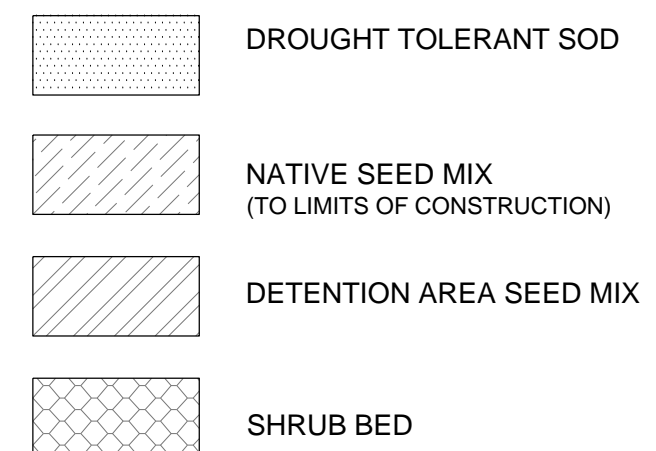 DROUGHT TOLERANT SOD
NATIVE SEED MIX
(TO LIMITS OF CONSTRUCTION)
DETENTION AREA SEED MIX
SHRUB BED